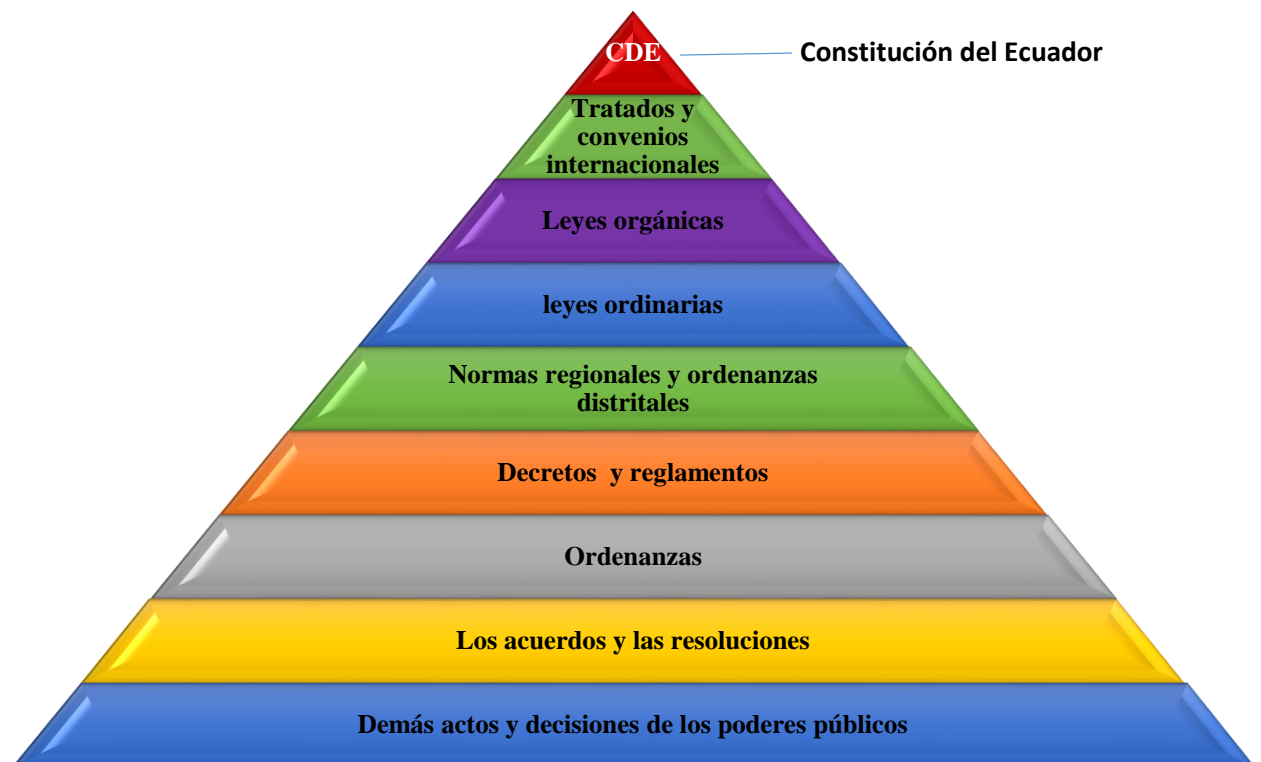 CDE
Constitución del Ecuador
Tratados y
convenios
internacionales
Leyes orgánicas
leyes ordinarias
Normas regionales y ordenanzas
distritales
Decretos y reglamentos
Ordenanzas
Los acuerdos y las resoluciones
Demás actos y decisiones de los poderes públicos